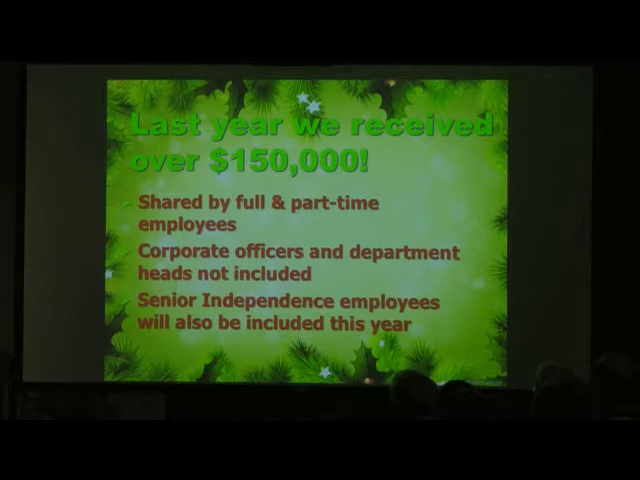 Last year we received
over $150,000!
Shared by full & part-time
employees
Corporate officers and department
heads not included
Senior Independence employees
will also be included this year